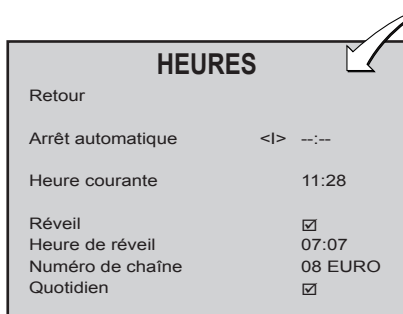 HEURES
Retour
Arrêt automatique <I> --:--
Heure courante 11:28
Réveil ☑
Heure de réveil 07:07
Numéro de chaîne 08 EURO
Quotidien ☑